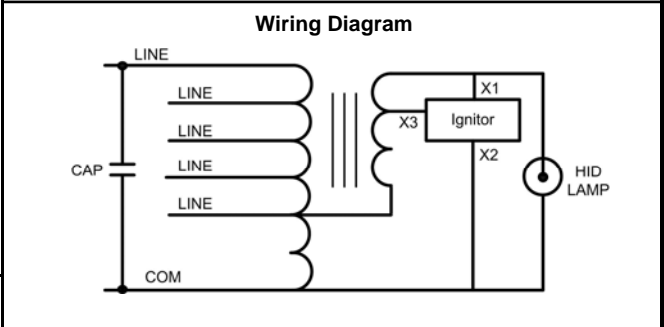 Wiring Diagram
LINE
LINE
X1
X3
Ignitor
LINE
X2
CAP
LINE
HID
LAMP
LINE
COM